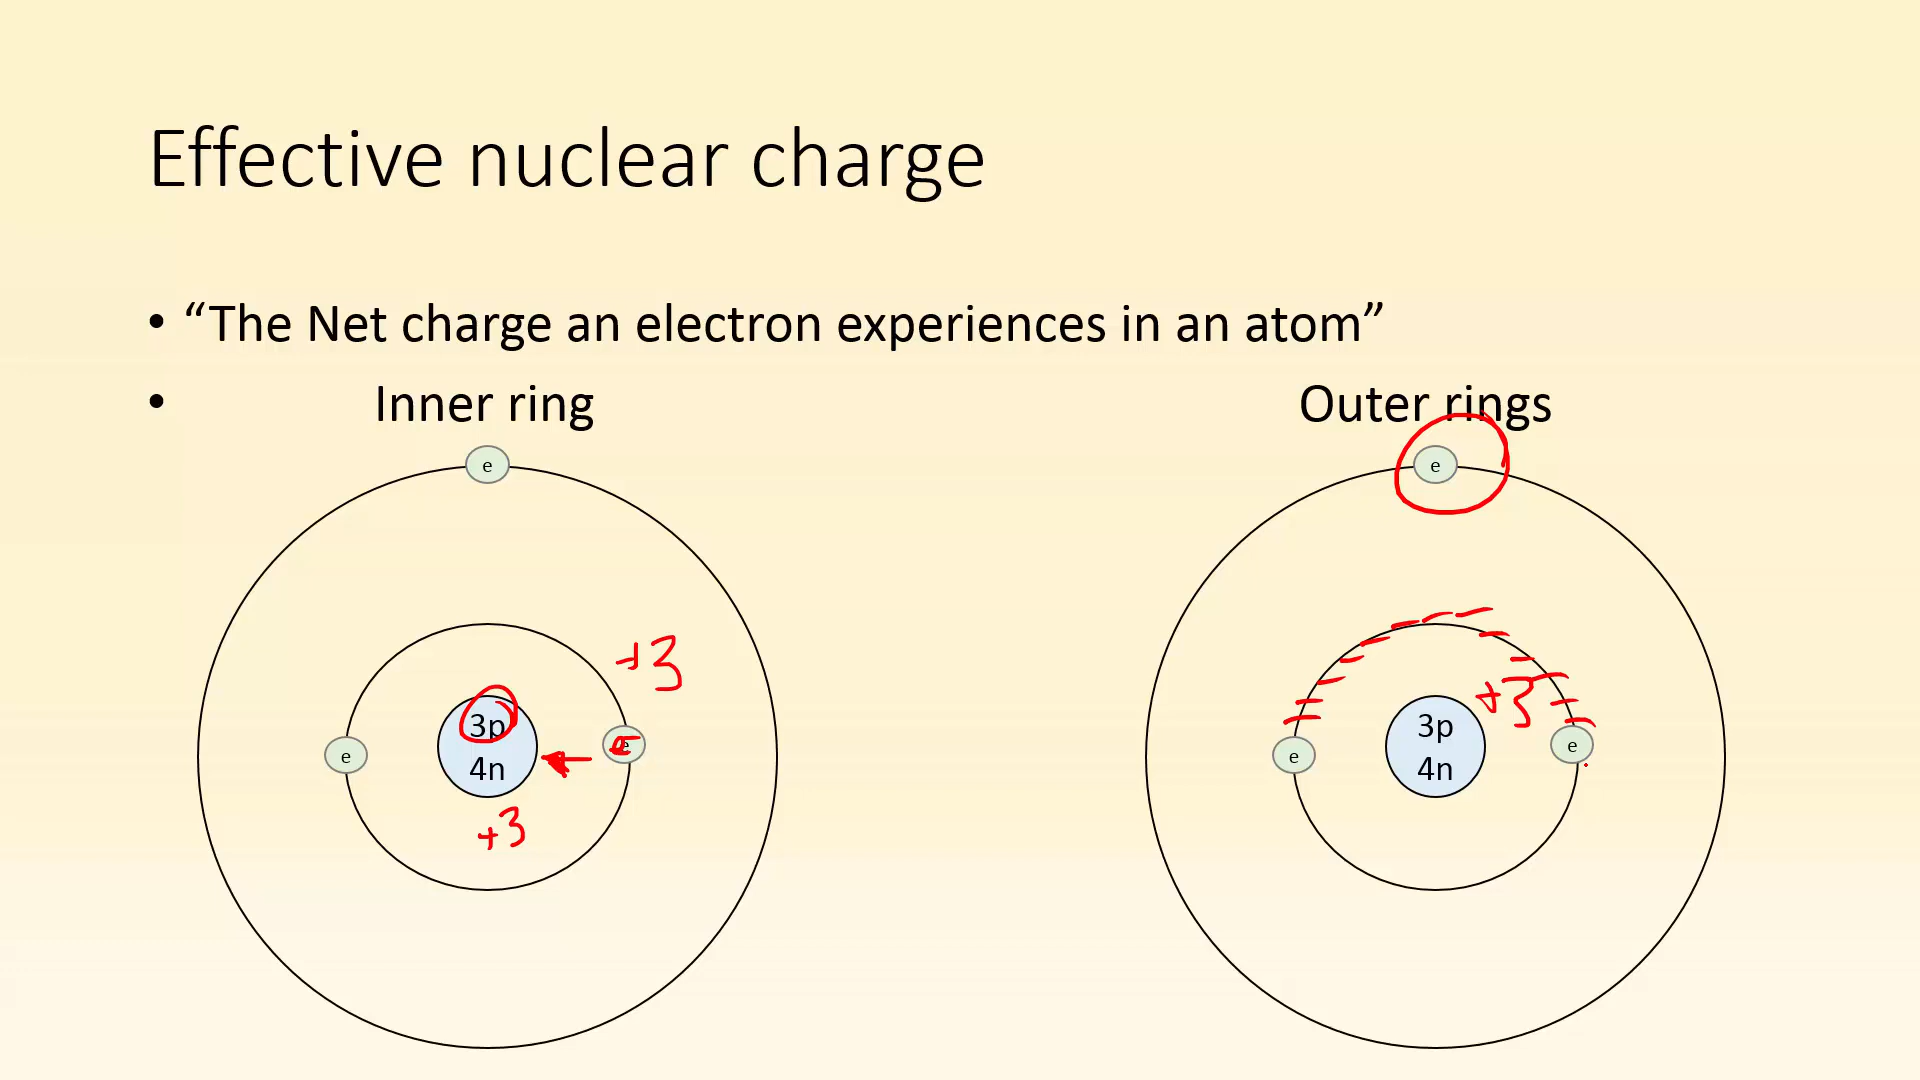 Effective nuclear charge
• “The Net charge an electron experiences in an atom”
• Inner ring Outer rings
e e
+3
+3
3p 3p
e e e
4n 4n
+3